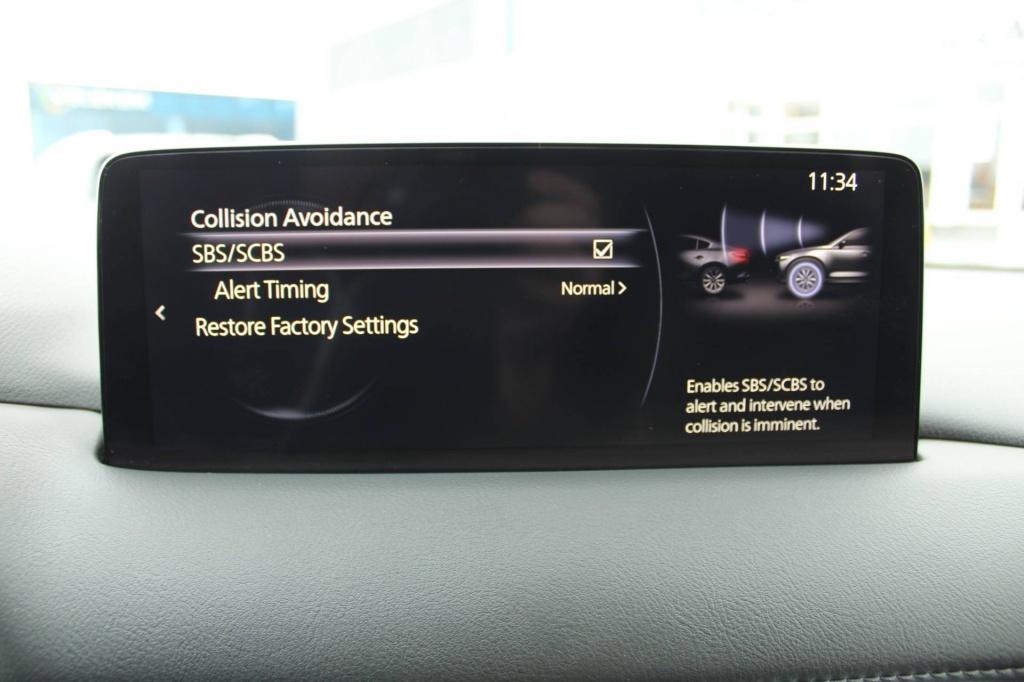 11:34
Collision Avoidance
SBS/SCBS
Alert Timing Normal >
Restore Factory Settings
Enables SBS/SCBS to
alert and intervene when
collision is imminent.